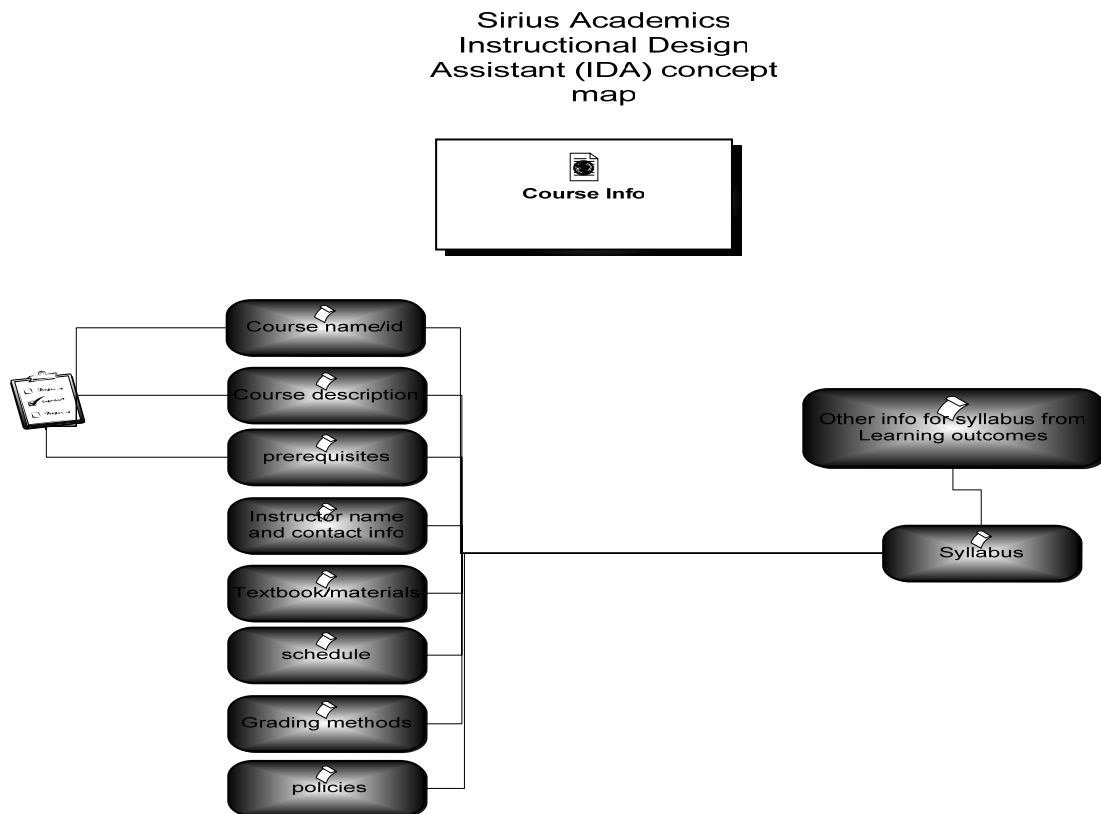 Sirius Academics
Instructional Design
Assistant (IDA) concept
map
Course Info
Course name/id
Course description
prerequisites
Instructor name
and contact info
Textbook/materials
schedule
Grading methods
policies
Other info for syllabus from
Learning outcomes
Syllabus